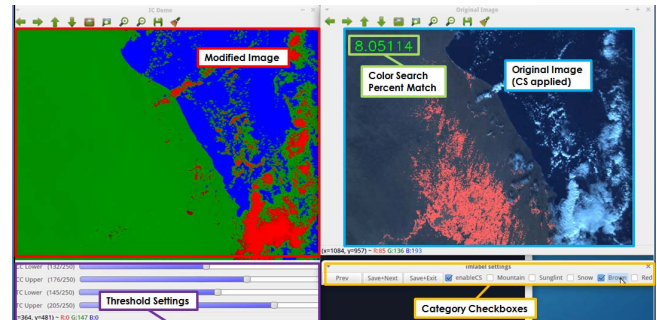 IC Demo
Original Image
Modified Image
8.05114
Color Search
Percent Match
Original Image
(CS applied)
(x=1084, y=957) ~ R:85 G:136 B:193
CC Lower (132/250)
CC Upper (176/250)
TC Lower (145/250)
TC Upper (205/250)
Threshold Settings
x=364, y=481) ~ R:0 G:147 B:0
rmlabel settings
Prev Save+Next Save+Exit enableCS Mountain Sunglint Snow Brown Red
Category Checkboxes